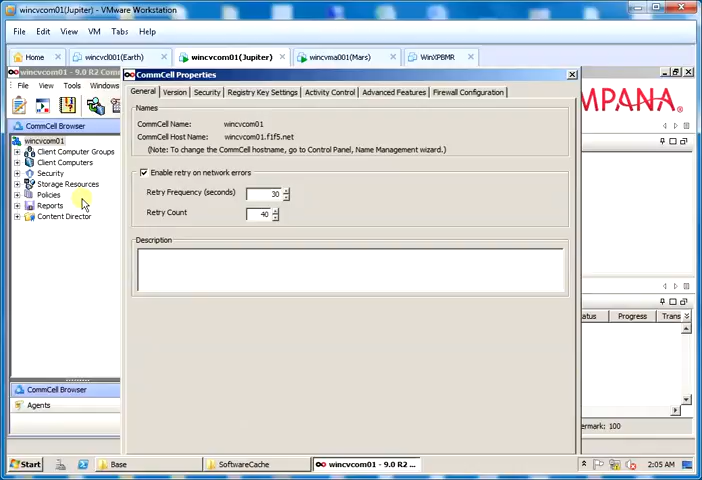 wincvcom01(Jupiter) - VMware Workstation
File Edit View VM Tabs Help
Home wincvcl001(Earth) wincvcom01(Jupiter) wincvma001(Mars) WinXPBMR
wincvcom01 - 9.0 R2 Com
CommCell Properties
File View Tools Windows
MPANA®
General Version Security Registry Key Settings Activity Control Advanced Features Firewall Configuration
CommCell Browser
wincvcom01
Client Computer Groups
Client Computers
Security
Storage Resources
Policies
Reports
Content Director
Names
CommCell Name: wincvcom01
CommCell Host Name: wincvcom01.f1f5.net
(Note: To change the CommCell hostname, go to Control Panel, Name Management wizard.)
Enable retry on network errors
Retry Frequency (seconds) 30
Retry Count 40
Description
status Progress Trans
CommCell Browser
Agents
ermark: 100
Start Base SoftwareCache wincvcom01 - 9.0 R2 ... 2:05 AM